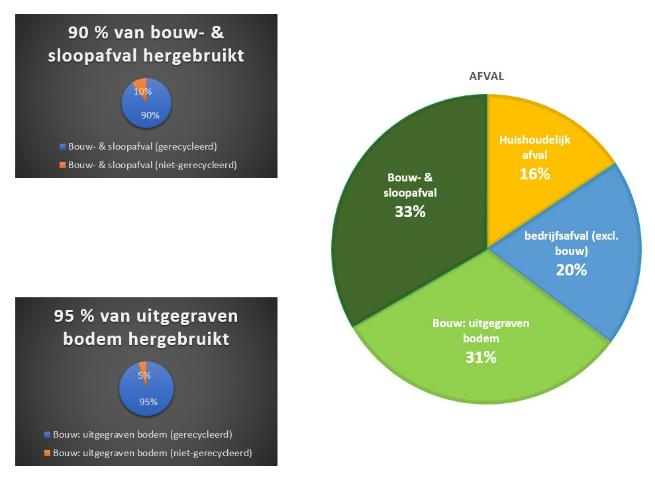 90 % van bouw- &
sloopafval hergebruikt
10%
90%
Bouw- & sloopafval (gerecycleerd)
Bouw- & sloopafval (niet-gerecycleerd)
95 % van uitgegraven
bodem hergebruikt
5%
95%
Bouw: uitgegraven bodem (gerecycleerd)
Bouw: uitgegraven bodem (niet-gerecycleerd)
AFVAL
Huishoudelijk
afval
16%
bedrijfsafval (excl.
bouw)
20%
Bouw: uitgegraven
bodem
31%
Bouw- &
sloopafval
33%